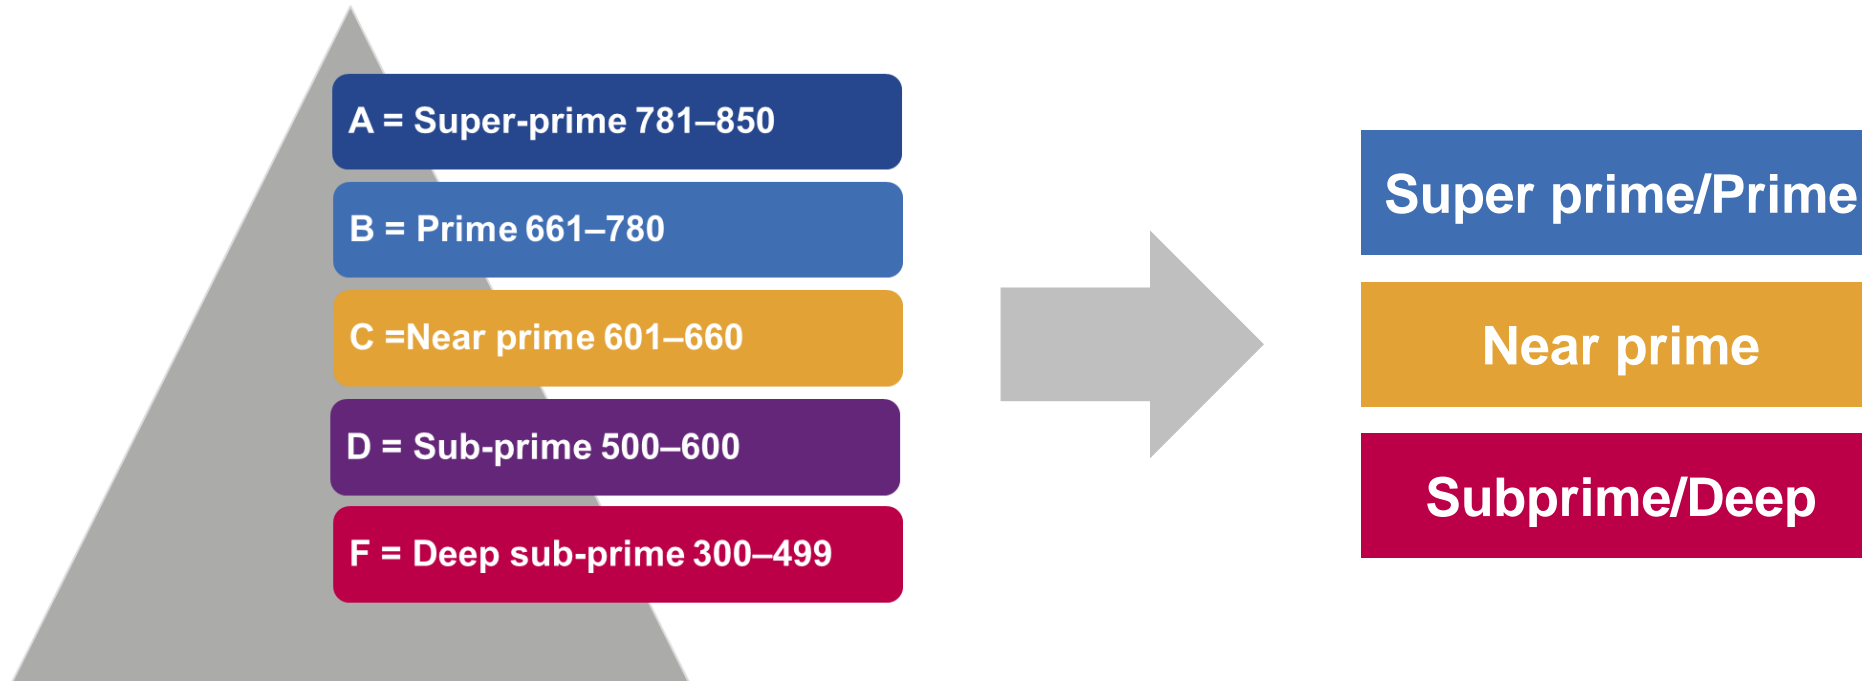 A = Super-prime 781–850
B = Prime 661–780
C =Near prime 601–660
D = Sub-prime 500–600
F = Deep sub-prime 300–499
Super prime/Prime
Near prime
Subprime/Deep